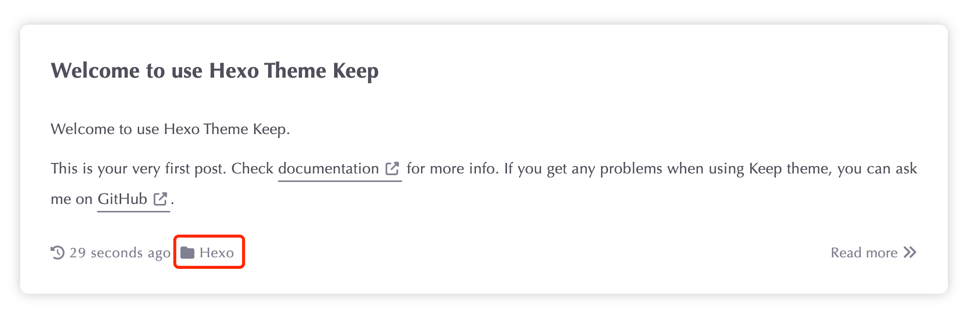 Welcome to use Hexo Theme Keep
Welcome to use Hexo Theme Keep.
This is your very first post. Check documentation for more info. If you get any problems when using Keep theme, you can ask
me on GitHub .
29 seconds ago Hexo Read more